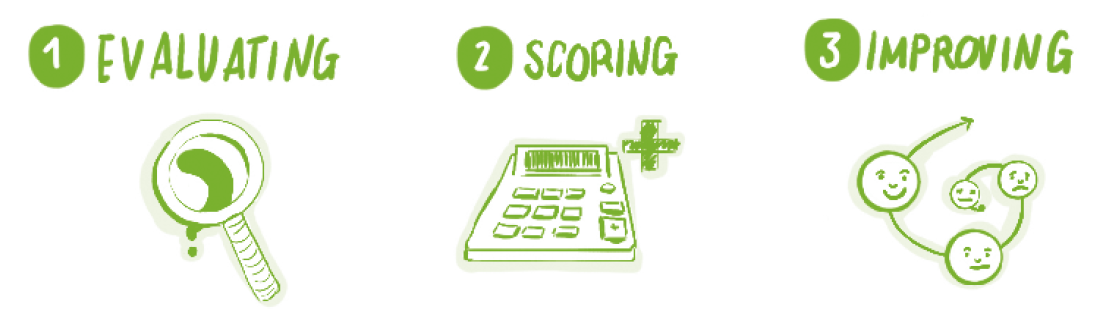 1 EVALUATING
2 SCORING
3 IMPROVING